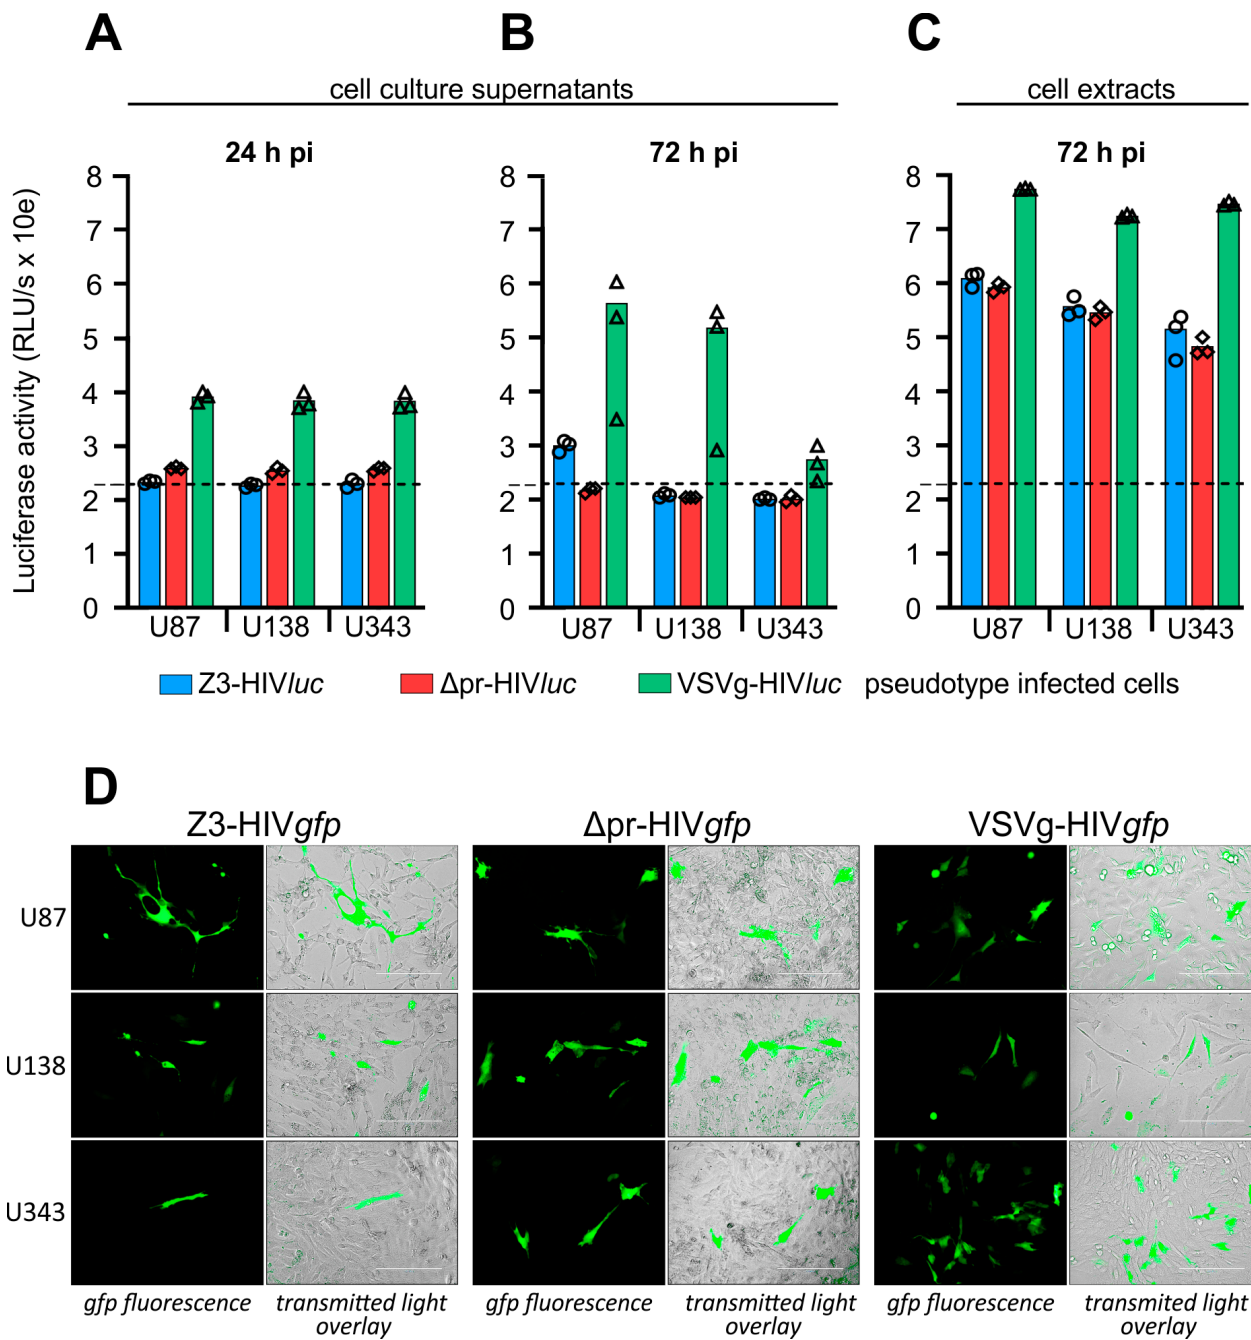 A
B
C
cell culture supernatants
cell extracts
24 h pi
72 h pi
72 h pi
Luciferase activity (RLU/s x 10e)
8
7
6
5
4
3
2
1
0
8
7
6
5
4
3
2
1
0
8
7
6
5
4
3
2
1
0
U87 U138 U343
U87 U138 U343
U87 U138 U343
Z3-HIVluc Δpr-HIVluc VSVg-HIVluc pseudotype infected cells
D
Z3-HIVgfp Δpr-HIVgfp VSVg-HIVgfp
U87
U138
U343
gfp fluorescence
transmitted light
overlay
gfp fluorescence
transmitted light
overlay
gfp fluorescence
transmitted light
overlay